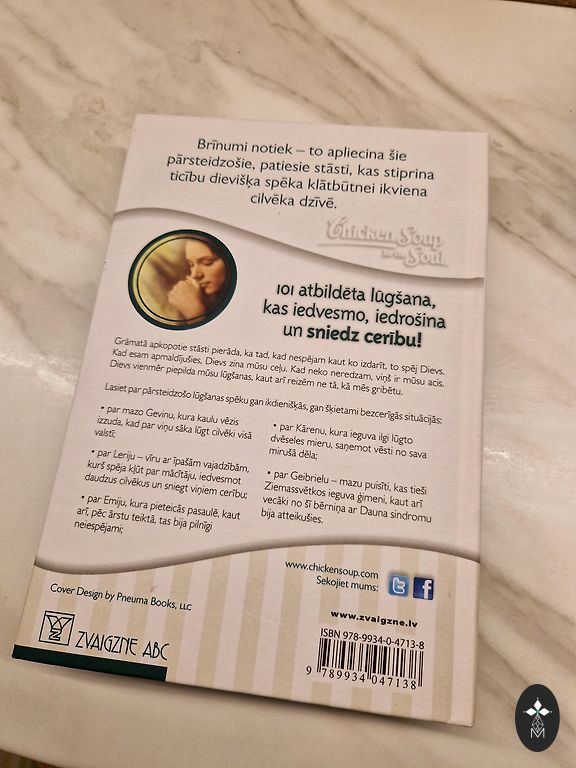 Brīnumi notiek – to apliecina šie
pārsteidzošie, patiesie stāsti, kas stiprina
ticību dievišķa spēka klātbūtnei ikviena
cilvēka dzīvē.
Chicken Soup
for the
Soul
101 atbildēta lūgšana,
kas iedvesmo, iedrošina
un sniedz cerību!
Grāmatā apkopotie stāsti pierāda, ka tad, kad nespējam kaut ko izdarīt, to spēj Dievs.
Kad esam apmaldījušies, Dievs zina mūsu ceļu. Kad neko neredzam, viņš ir mūsu acis.
Dievs vienmēr piepilda mūsu lūgšanas, kaut arī reizēm ne tā, kā mēs gribētu.
Lasiet par pārsteidzošo lūgšanas spēku gan ikdienišķās, gan šķietami bezcerīgās situācijās:
• par mazo Gevinu, kura kaulu vēzis
izzuda, kad par viņu sāka lūgt cilvēki visā
valstī;
• par Leriju – vīru ar īpašām vajadzībām,
kurš spēja kļūt par mācītāju, iedvesmot
daudzus cilvēkus un sniegt viņiem cerību;
• par Emiju, kura pieteicās pasaulē, kaut
arī, pēc ārstu teiktā, tas bija pilnīgi
neiespējami;
• par Kārenu, kura ieguva ilgi lūgto
dvēseles mieru, saņemot vēsti no sava
mirušā dēla;
• par Geibrielu – mazu puisīti, kas tieši
Ziemassvētkos ieguva ģimeni, kaut arī
vecāki no šī bērniņa ar Dauna sindromu
bija atteikušies.
www.chickensoup.com
Sekojiet mums:
Cover Design by Pneuma Books, LLC
www.zvaigzne.lv
ISBN 978-9934-0-4713-8
9 789934 047138
ZVAIGZNE ABC
M